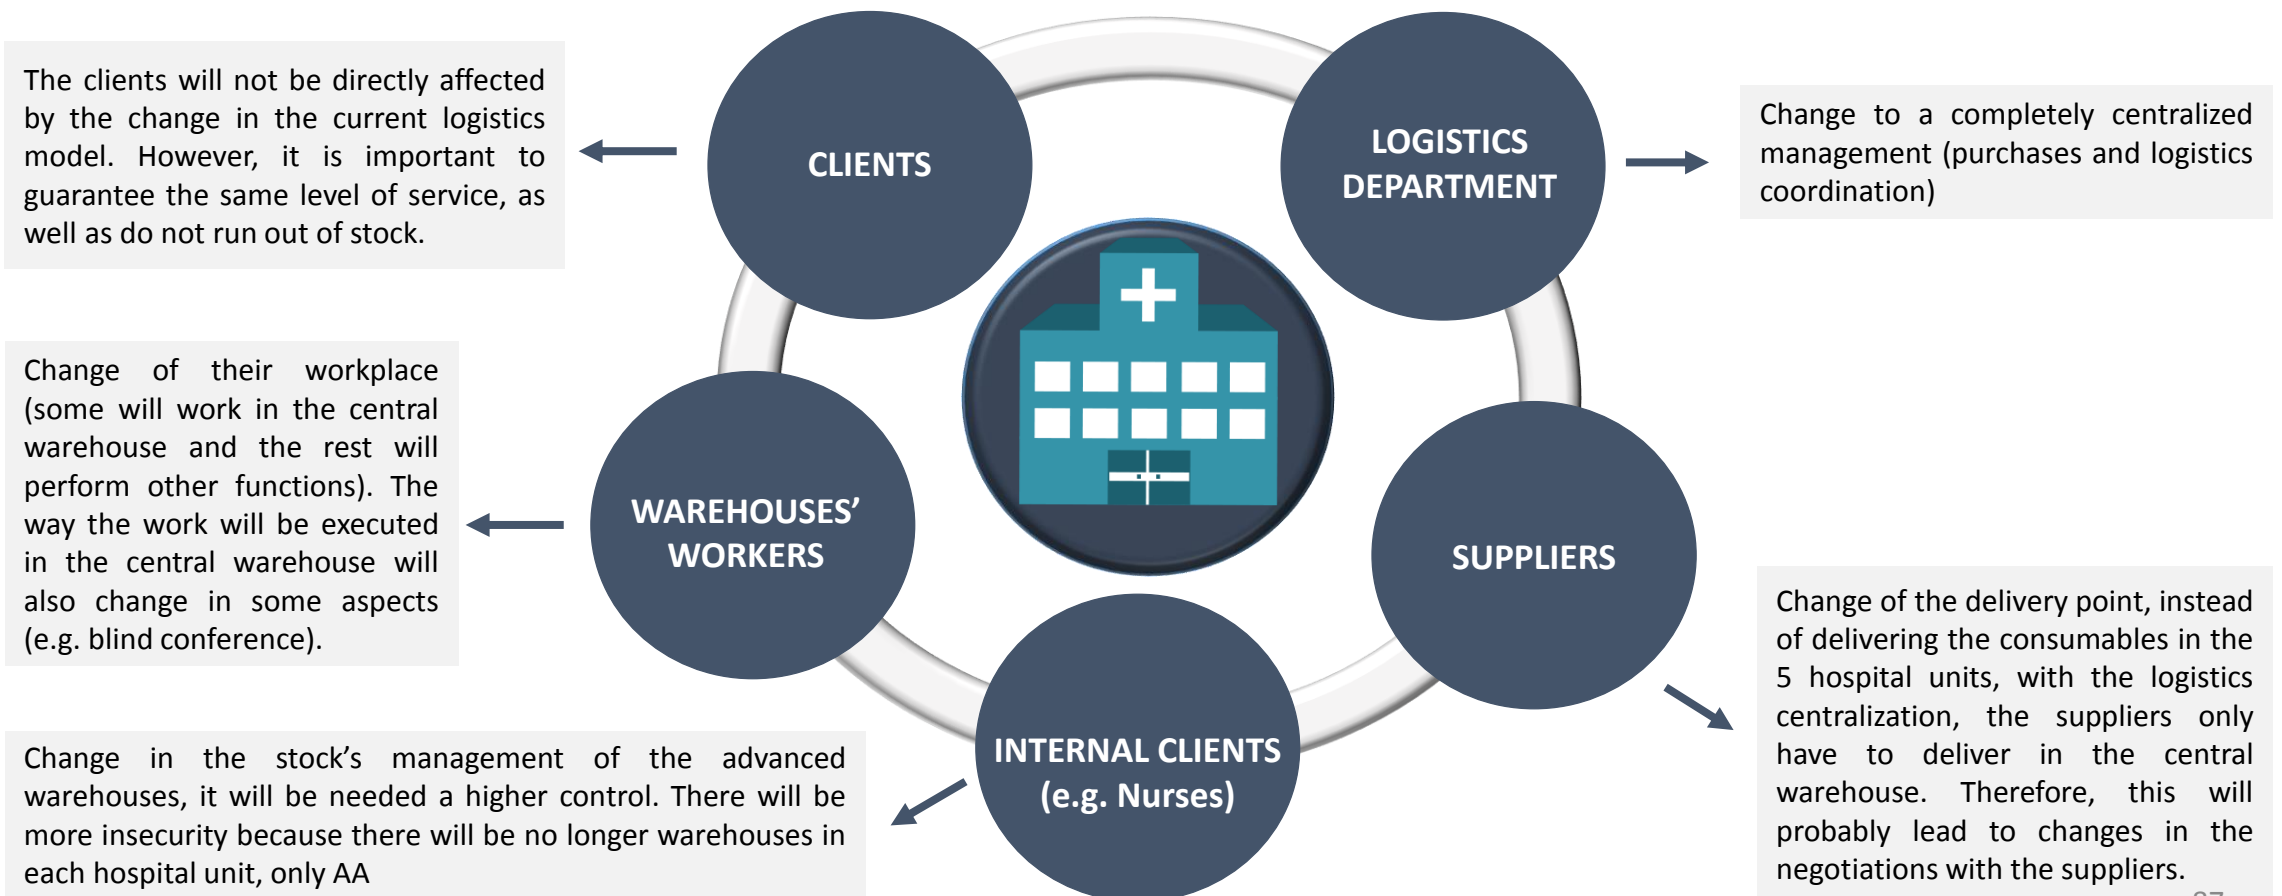 The clients will not be directly affected
by the change in the current logistics
model. However, it is important to
guarantee the same level of service, as
well as do not run out of stock.
CLIENTS
LOGISTICS
DEPARTMENT
Change to a completely centralized
management (purchases and logistics
coordination)
Change of their workplace
(some will work in the central
warehouse and the rest will
perform other functions). The
way the work will be executed
in the central warehouse will
also change in some aspects
(e.g. blind conference).
WAREHOUSES’
WORKERS
SUPPLIERS
Change of the delivery point, instead
of delivering the consumables in the
5 hospital units, with the logistics
centralization, the suppliers only
have to deliver in the central
warehouse. Therefore, this will
probably lead to changes in the
negotiations with the suppliers.
INTERNAL CLIENTS
(e.g. Nurses)
Change in the stock’s management of the advanced
warehouses, it will be needed a higher control. There will be
more insecurity because there will be no longer warehouses in
each hospital unit, only AA